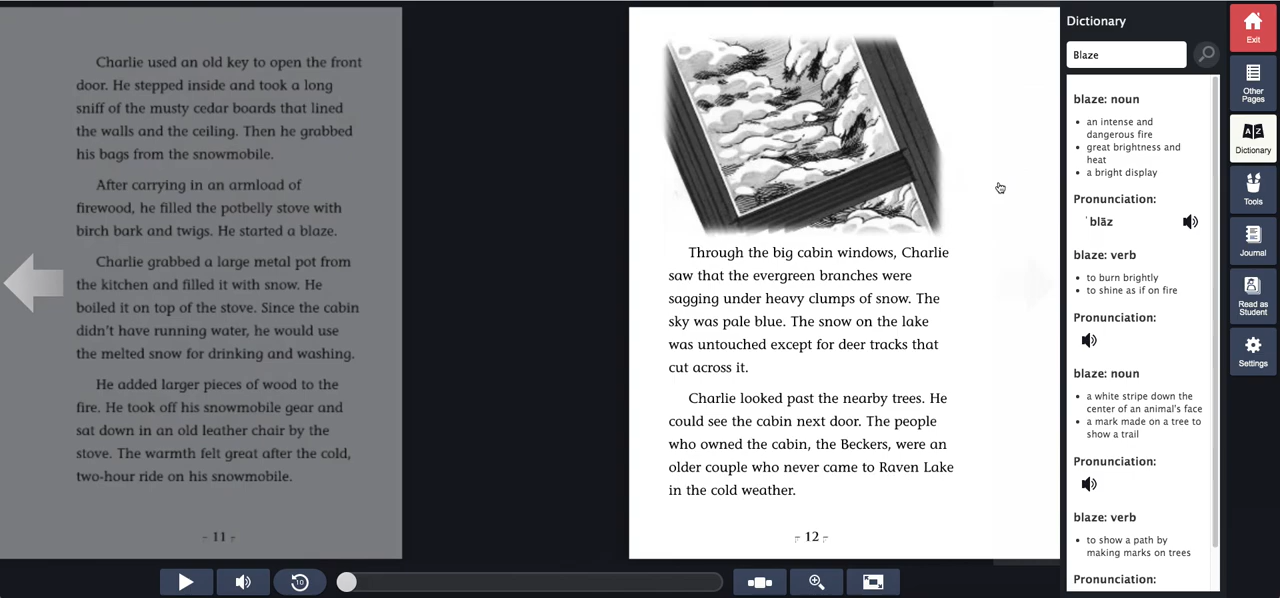 Charlie used an old key to open the front
door. He stepped inside and took a long
sniff of the musty cedar boards that lined
the walls and the ceiling. Then he grabbed
his bags from the snowmobile.
After carrying in an armload of
firewood, he filled the potbelly stove with
birch bark and twigs. He started a blaze.
Charlie grabbed a large metal pot from
the kitchen and filled it with snow. He
boiled it on top of the stove. Since the cabin
didn't have running water, he would use
the melted snow for drinking and washing.
He added larger pieces of wood to the
fire. He took off his snowmobile gear and
sat down in an old leather chair by the
stove. The warmth felt great after the cold,
two-hour ride on his snowmobile.
- 11 -
Through the big cabin windows, Charlie
saw that the evergreen branches were
sagging under heavy clumps of snow. The
sky was pale blue. The snow on the lake
was untouched except for deer tracks that
cut across it.
Charlie looked past the nearby trees. He
could see the cabin next door. The people
who owned the cabin, the Beckers, were an
older couple who never came to Raven Lake
in the cold weather.
- 12 -
10
Dictionary
Blaze
blaze: noun
• an intense and
dangerous fire
• great brightness and
heat
• a bright display
Pronunciation:
ˈblāz
blaze: verb
• to burn brightly
• to shine as if on fire
Pronunciation:
blaze: noun
• a white stripe down the
center of an animal's face
• a mark made on a tree to
show a trail
Pronunciation:
blaze: verb
• to show a path by
making marks on trees
Pronunciation:
Exit
Other
Pages
A Z
Dictionary
Tools
Journal
Read as
Student
Settings